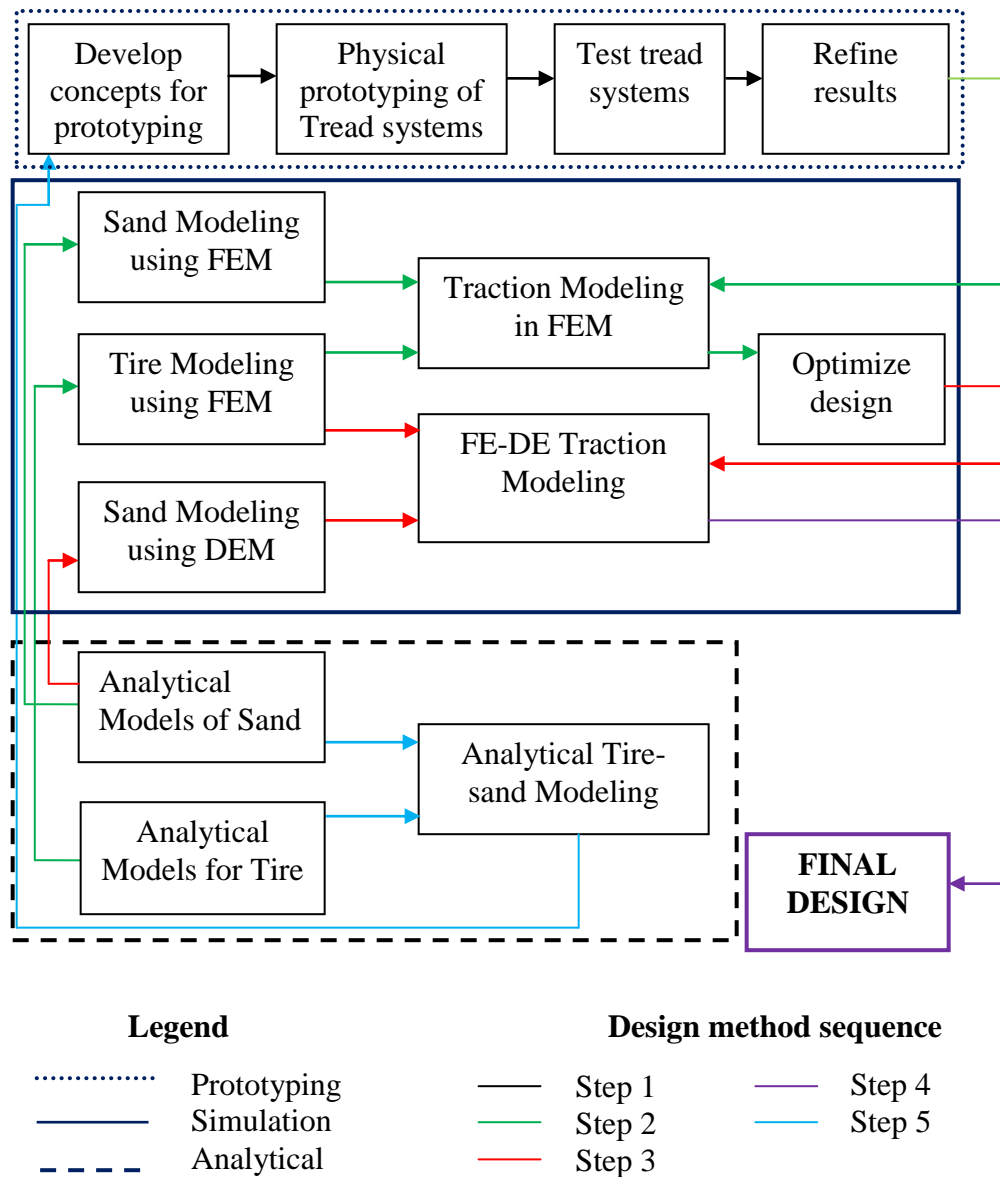 Develop
concepts for
prototyping
Physical
prototyping of
Tread systems
Test tread
systems
Refine
results
Sand Modeling
using FEM
Traction Modeling
in FEM
Tire Modeling
using FEM
Optimize
design
FE-DE Traction
Modeling
Sand Modeling
using DEM
Analytical
Models of Sand
Analytical Tire-
sand Modeling
Analytical
Models for Tire
FINAL
DESIGN
Legend
Prototyping
Simulation
Analytical
Design method sequence
Step 1
Step 2
Step 3
Step 4
Step 5